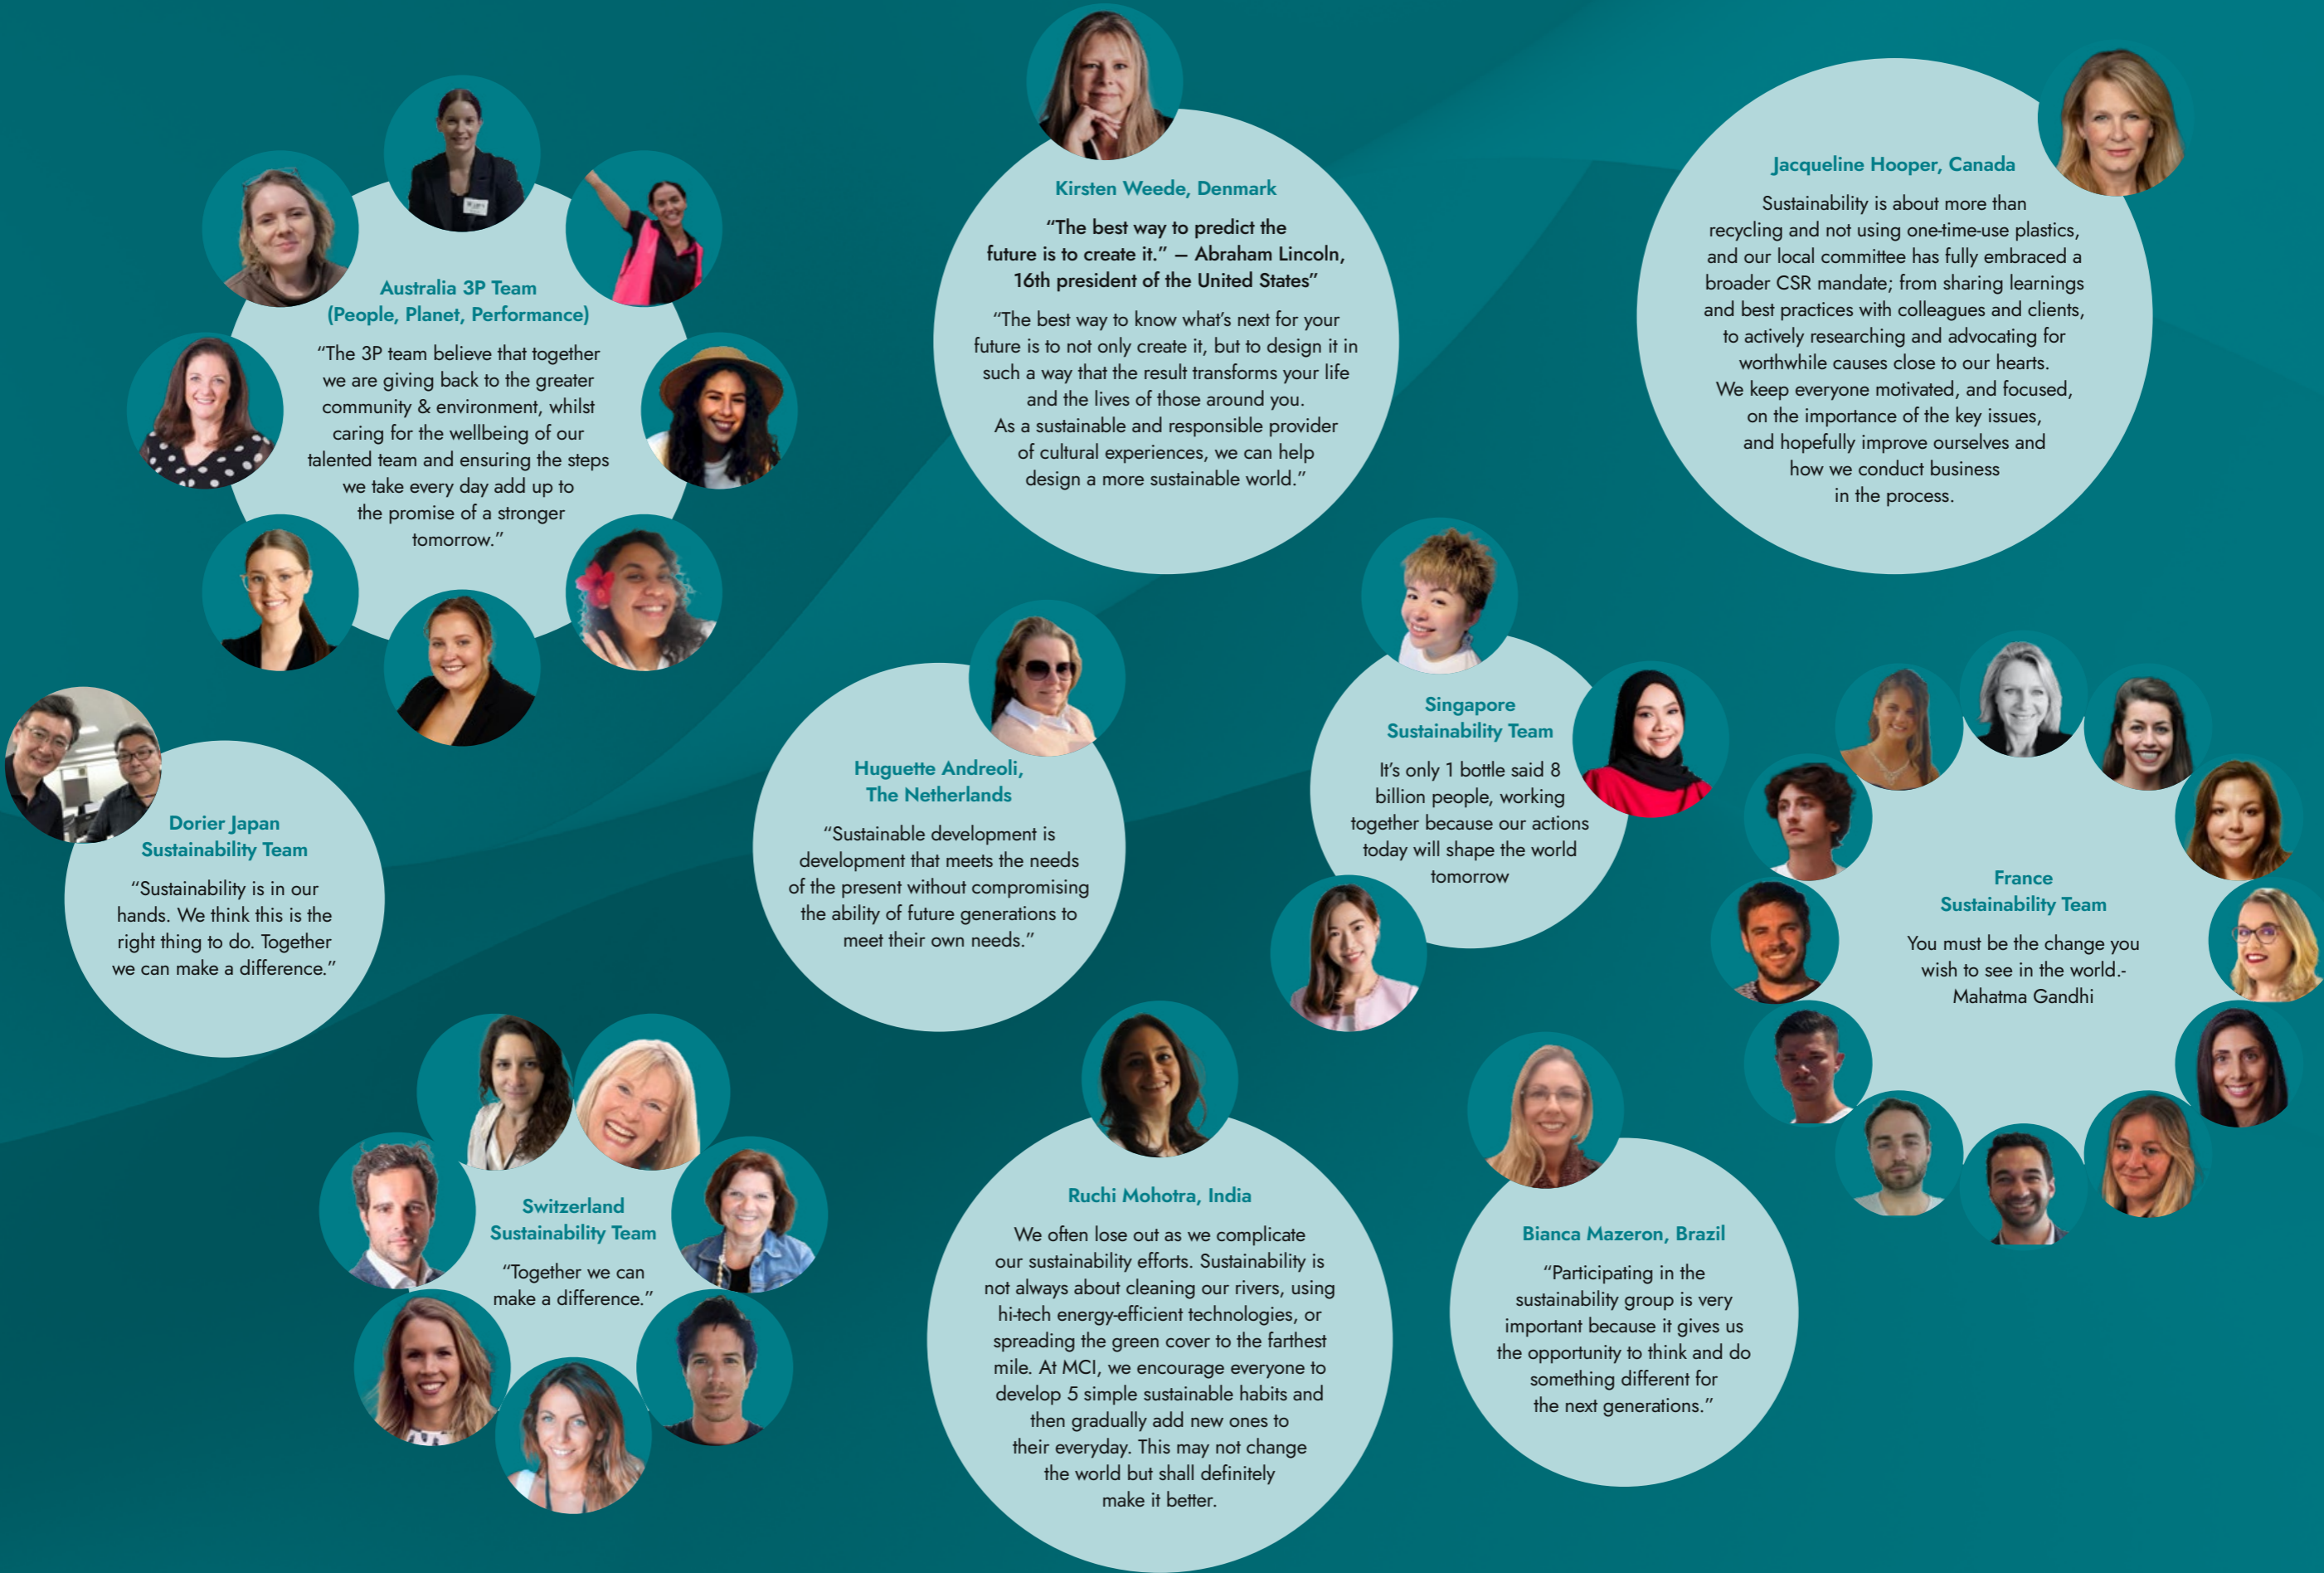 Australia 3P Team
(People, Planet, Performance)
“The 3P team believe that together
we are giving back to the greater
community & environment, whilst
caring for the wellbeing of our
talented team and ensuring the steps
we take every day add up to
the promise of a stronger
tomorrow.”
Kirsten Weede, Denmark
“The best way to predict the
future is to create it.” – Abraham Lincoln,
16th president of the United States”
“The best way to know what’s next for your
future is to not only create it, but to design it in
such a way that the result transforms your life
and the lives of those around you.
As a sustainable and responsible provider
of cultural experiences, we can help
design a more sustainable world.”
Jacqueline Hooper, Canada
Sustainability is about more than
recycling and not using one-time-use plastics,
and our local committee has fully embraced a
broader CSR mandate; from sharing learnings
and best practices with colleagues and clients,
to actively researching and advocating for
worthwhile causes close to our hearts.
We keep everyone motivated, and focused,
on the importance of the key issues,
and hopefully improve ourselves and
how we conduct business
in the process.
Dorier Japan
Sustainability Team
“Sustainability is in our
hands. We think this is the
right thing to do. Together
we can make a difference.”
Huguette Andreoli,
The Netherlands
“Sustainable development is
development that meets the needs
of the present without compromising
the ability of future generations to
meet their own needs.”
Singapore
Sustainability Team
It’s only 1 bottle said 8
billion people, working
together because our actions
today will shape the world
tomorrow
France
Sustainability Team
You must be the change you
wish to see in the world.-
Mahatma Gandhi
Switzerland
Sustainability Team
“Together we can
make a difference.”
Ruchi Mohotra, India
We often lose out as we complicate
our sustainability efforts. Sustainability is
not always about cleaning our rivers, using
hi-tech energy-efficient technologies, or
spreading the green cover to the farthest
mile. At MCI, we encourage everyone to
develop 5 simple sustainable habits and
then gradually add new ones to
their everyday. This may not change
the world but shall definitely
make it better.
Bianca Mazeron, Brazil
“Participating in the
sustainability group is very
important because it gives us
the opportunity to think and do
something different for
the next generations.”